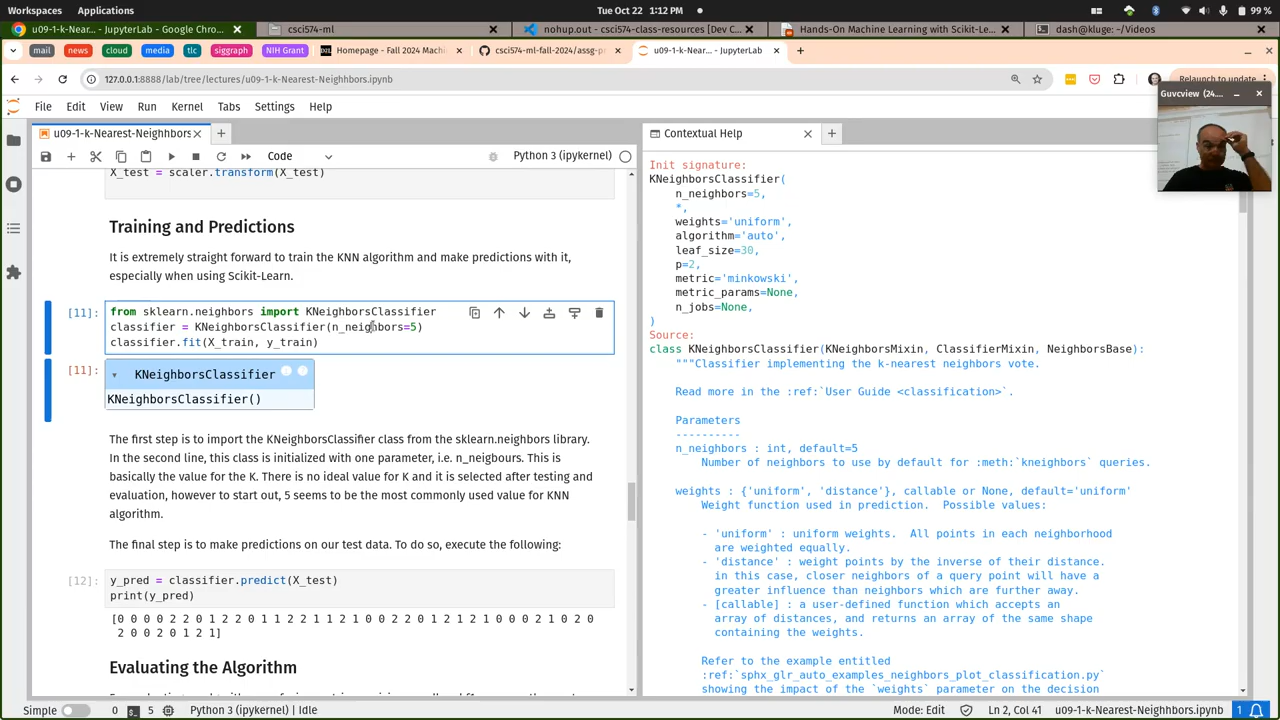 Workspaces Applications Tue Oct 22 1:12 PM 99 %
u09-1-k-Near... - JupyterLab - Google Chro... csci574-ml nohup.out - csci574-class-resources [Dev C... Hands-On Machine Learning with Scikit-Le... dash@kluge: ~/Videos
mail news cloud media tlc siggraph NIH Grant Homepage - Fall 2024 Machi csci574-ml-fall-2024/assg-p u09-1-k-Near... - JupyterLab
127.0.0.1:8888/lab/tree/lectures/u09-1-k-Nearest-Neighhbors.ipynb Relaunch to update
Guvcview (24....
File Edit View Run Kernel Tabs Settings Help
u09-1-k-Nearest-Neighhbors
Code Python 3 (ipykernel)
X_test = scaler.transform(X_test)
Training and Predictions
It is extremely straight forward to train the KNN algorithm and make predictions with it,
especially when using Scikit-Learn.
[11]: from sklearn.neighbors import KNeighborsClassifier
classifier = KNeighborsClassifier(n_neighbors=5)
classifier.fit(X_train, y_train)
[11]: KNeighborsClassifier
KNeighborsClassifier()
The first step is to import the KNeighborsClassifier class from the sklearn.neighbors library.
In the second line, this class is initialized with one parameter, i.e. n_neigbours. This is
basically the value for the K. There is no ideal value for K and it is selected after testing and
evaluation, however to start out, 5 seems to be the most commonly used value for KNN
algorithm.
The final step is to make predictions on our test data. To do so, execute the following:
[12]: y_pred = classifier.predict(X_test)
print(y_pred)
[0 0 0 0 2 2 0 1 2 2 0 1 1 2 2 1 1 2 1 0 0 2 2 0 1 2 1 2 1 0 0 0 2 1 0 2 0
2 0 0 2 0 1 2 1]
Evaluating the Algorithm
Contextual Help
Init signature:
KNeighborsClassifier(
n_neighbors=5,
*,
weights='uniform',
algorithm='auto',
leaf_size=30,
p=2,
metric='minkowski',
metric_params=None,
n_jobs=None,
)
Source:
class KNeighborsClassifier(KNeighborsMixin, ClassifierMixin, NeighborsBase):
"""Classifier implementing the k-nearest neighbors vote.
Read more in the :ref:`User Guide <classification>`.
Parameters
----------
n_neighbors : int, default=5
Number of neighbors to use by default for :meth:`kneighbors` queries.
weights : {'uniform', 'distance'}, callable or None, default='uniform'
Weight function used in prediction. Possible values:
- 'uniform' : uniform weights. All points in each neighborhood
are weighted equally.
- 'distance' : weight points by the inverse of their distance.
in this case, closer neighbors of a query point will have a
greater influence than neighbors which are further away.
- [callable] : a user-defined function which accepts an
array of distances, and returns an array of the same shape
containing the weights.
Refer to the example entitled
:ref:`sphx_glr_auto_examples_neighbors_plot_classification.py`
showing the impact of the `weights` parameter on the decision
Simple 0 5 Python 3 (ipykernel) | Idle Mode: Edit Ln 2, Col 41 u09-1-k-Nearest-Neighhbors.ipynb 1